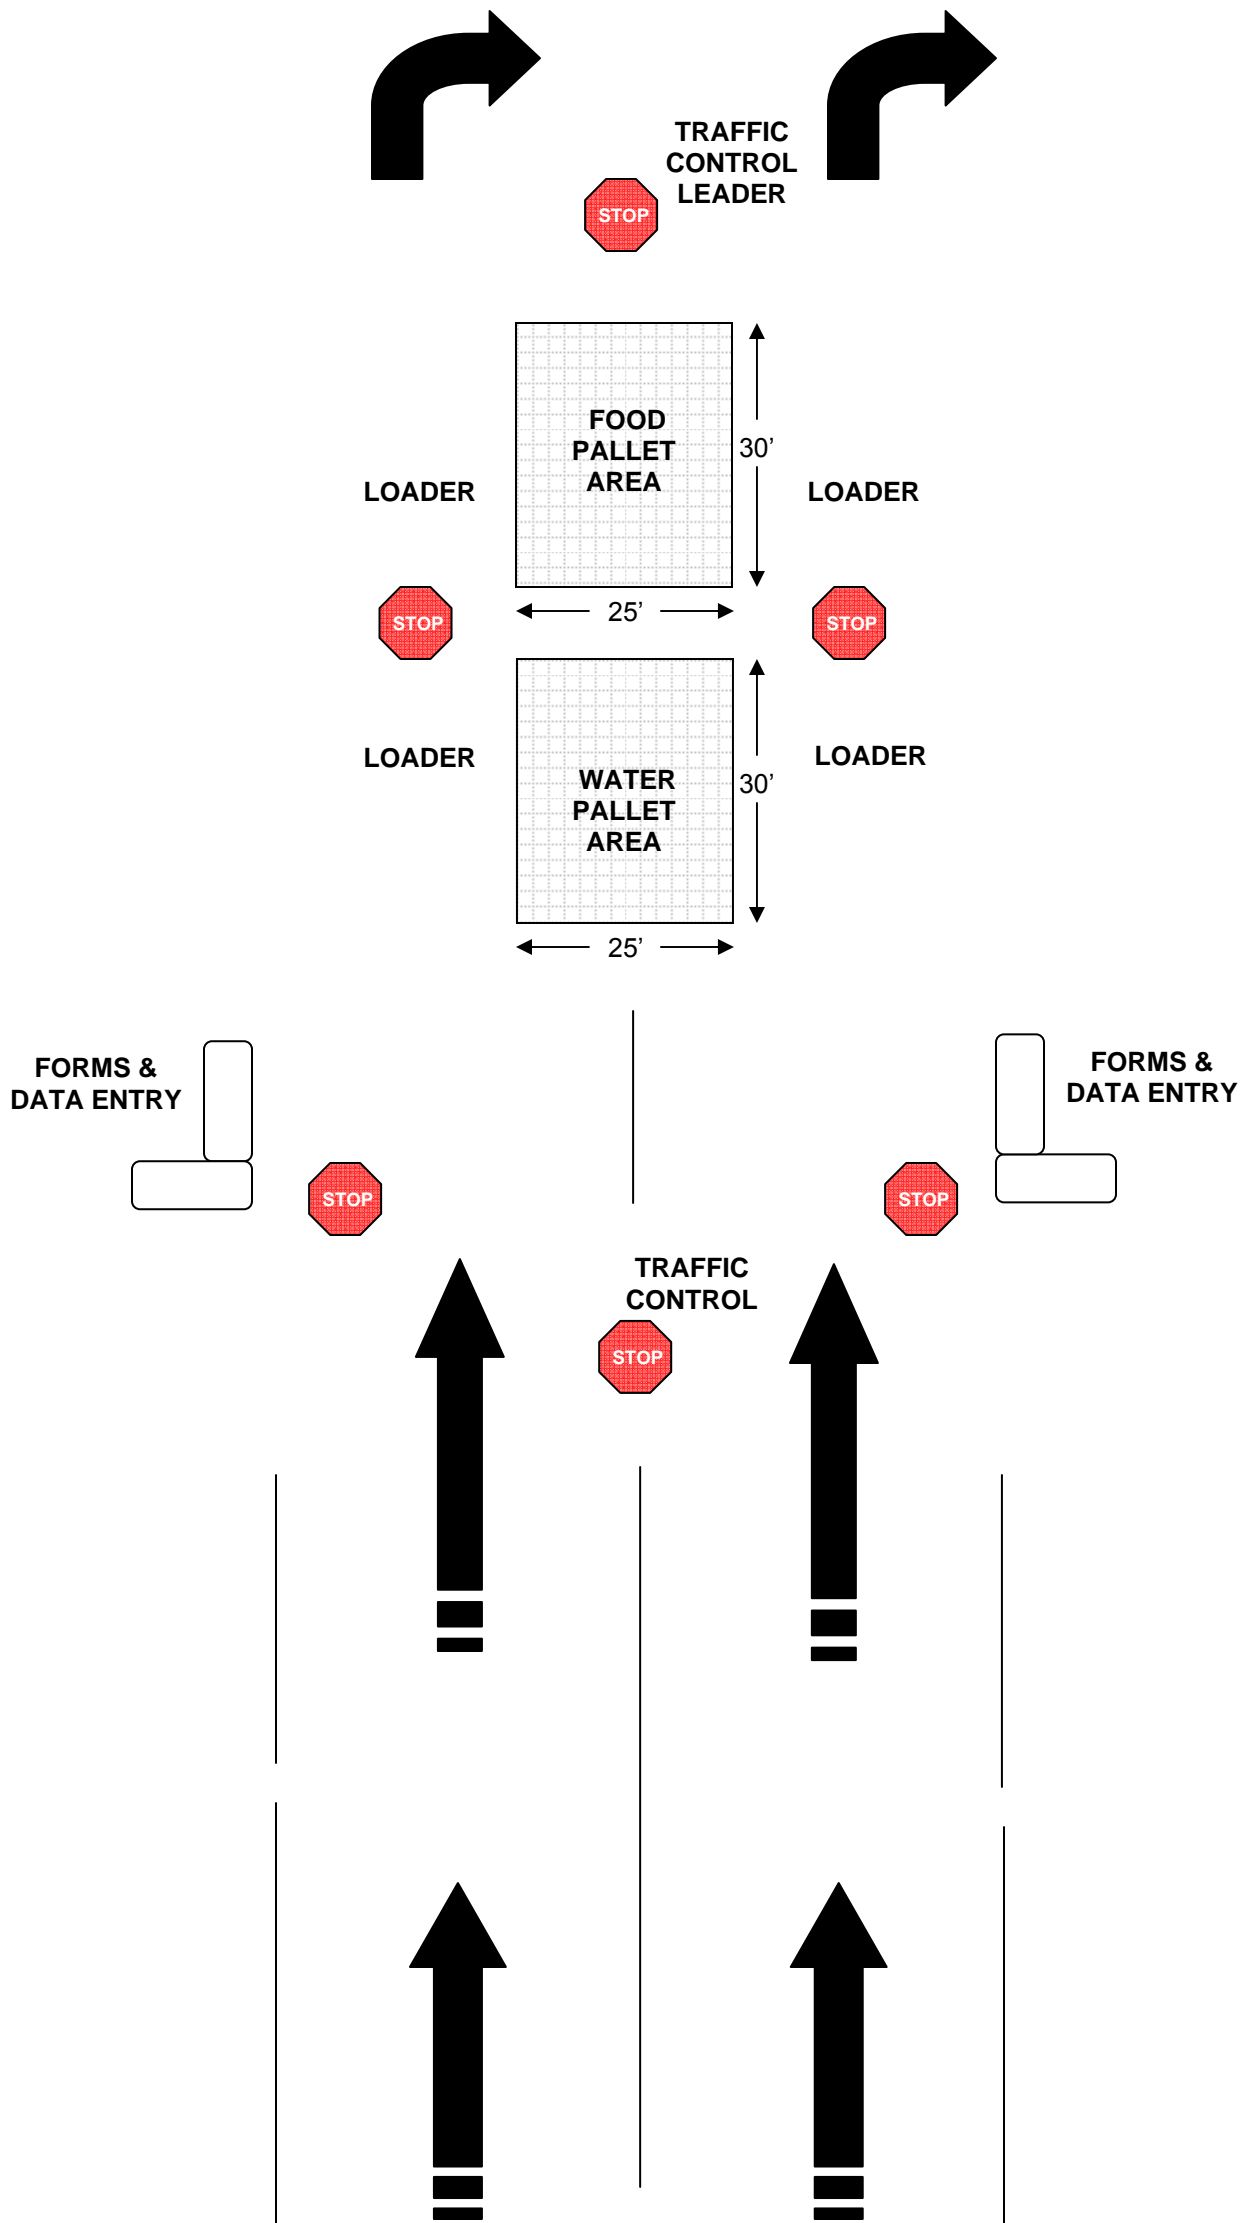 TRAFFIC
CONTROL
LEADER
STOP
FOOD
PALLET
AREA
30’
LOADER
LOADER
STOP
25’
STOP
LOADER
LOADER
WATER
PALLET
AREA
30’
25’
FORMS &
DATA ENTRY
FORMS &
DATA ENTRY
STOP
STOP
TRAFFIC
CONTROL
STOP